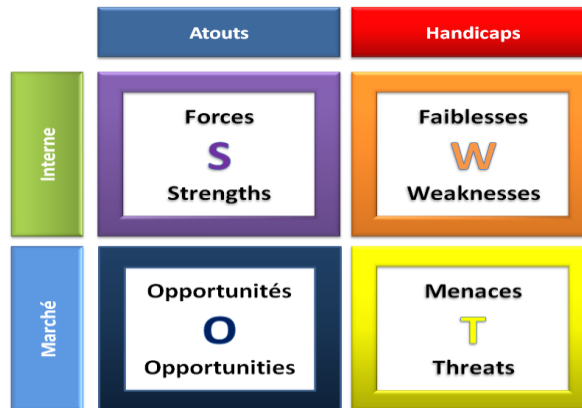 Atouts
Handicaps
Interne
Forces
S
Strengths
Faiblesses
W
Weaknesses
Marché
Opportunités
O
Opportunities
Menaces
T
Threats